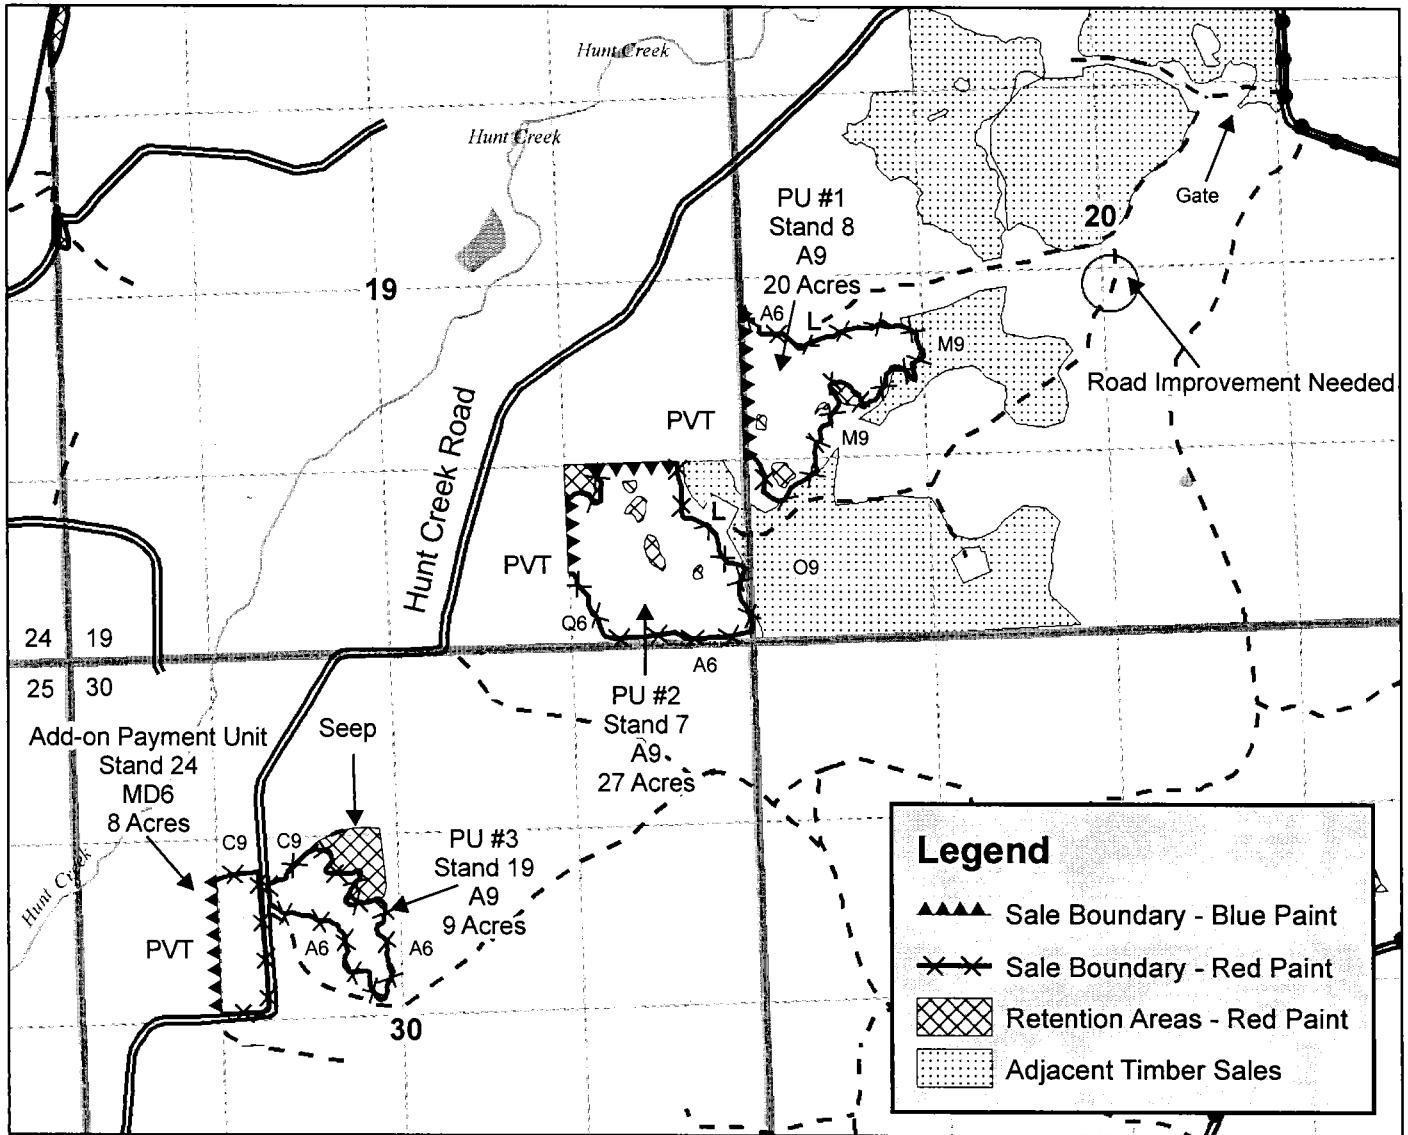 Hunt Creek
Hunt Creek
PU #1
Stand 8
A9
20 Acres
Gate
20
19
A6
L
M9
Road Improvement Needed
PVT
M9
Hunt Creek Road
L
PVT
O9
Q6
24
19
A6
25
30
PU #2
Stand 7
A9
27 Acres
Seep
Add-on Payment Unit
Stand 24
MD6
8 Acres
C9
C9
PU #3
Stand 19
A9
9 Acres
Hunt Creek
PVT
A6
A6
30
Legend
Sale Boundary - Blue Paint
Sale Boundary - Red Paint
Retention Areas - Red Paint
Adjacent Timber Sales